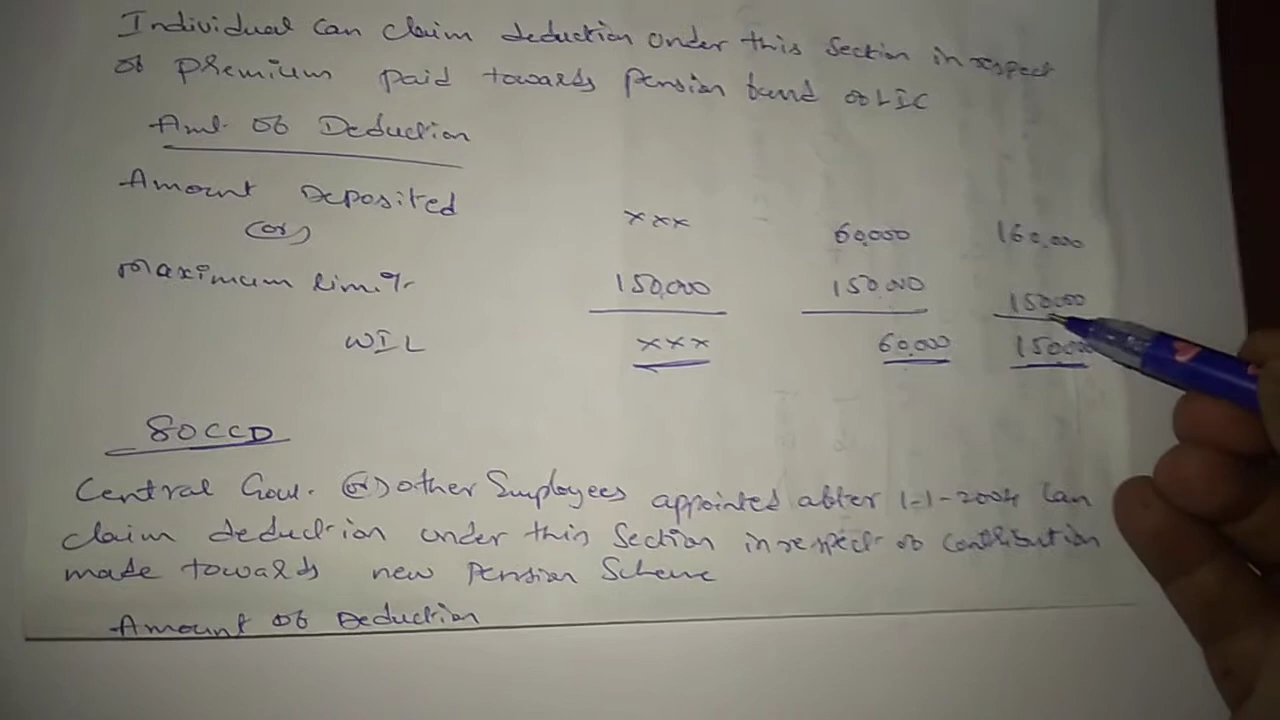 Individual can claim deduction under this section in respect
of premium paid towards pension fund of LIC
Amt. of Deduction
Amount Deposited xxx 60,000 160,000
(or)
Maximum limit 150,000 150,000 150,000
WIL xxx 60,000 150,000
80CCD
Central Govt. (or) other Employees appointed after 1-1-2004 can
claim deduction under this section in respect of contribution
made towards new pension scheme
Amount of Deduction